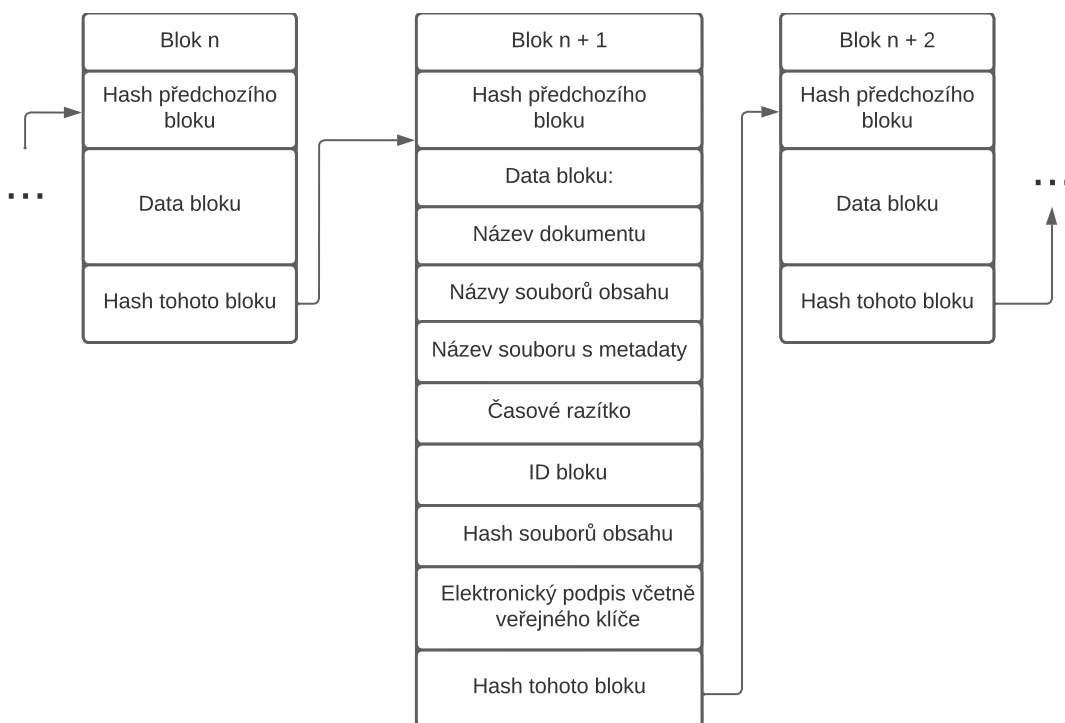 Blok n
Hash předchozího
bloku
Data bloku
Hash tohoto bloku
...
Blok n + 1
Hash předchozího
bloku
Data bloku:
Název dokumentu
Názvy souborů obsahu
Název souboru s metadaty
Časové razítko
ID bloku
Hash souborů obsahu
Elektronický podpis včetně
veřejného klíče
Hash tohoto bloku
Blok n + 2
Hash předchozího
bloku
Data bloku
Hash tohoto bloku
...